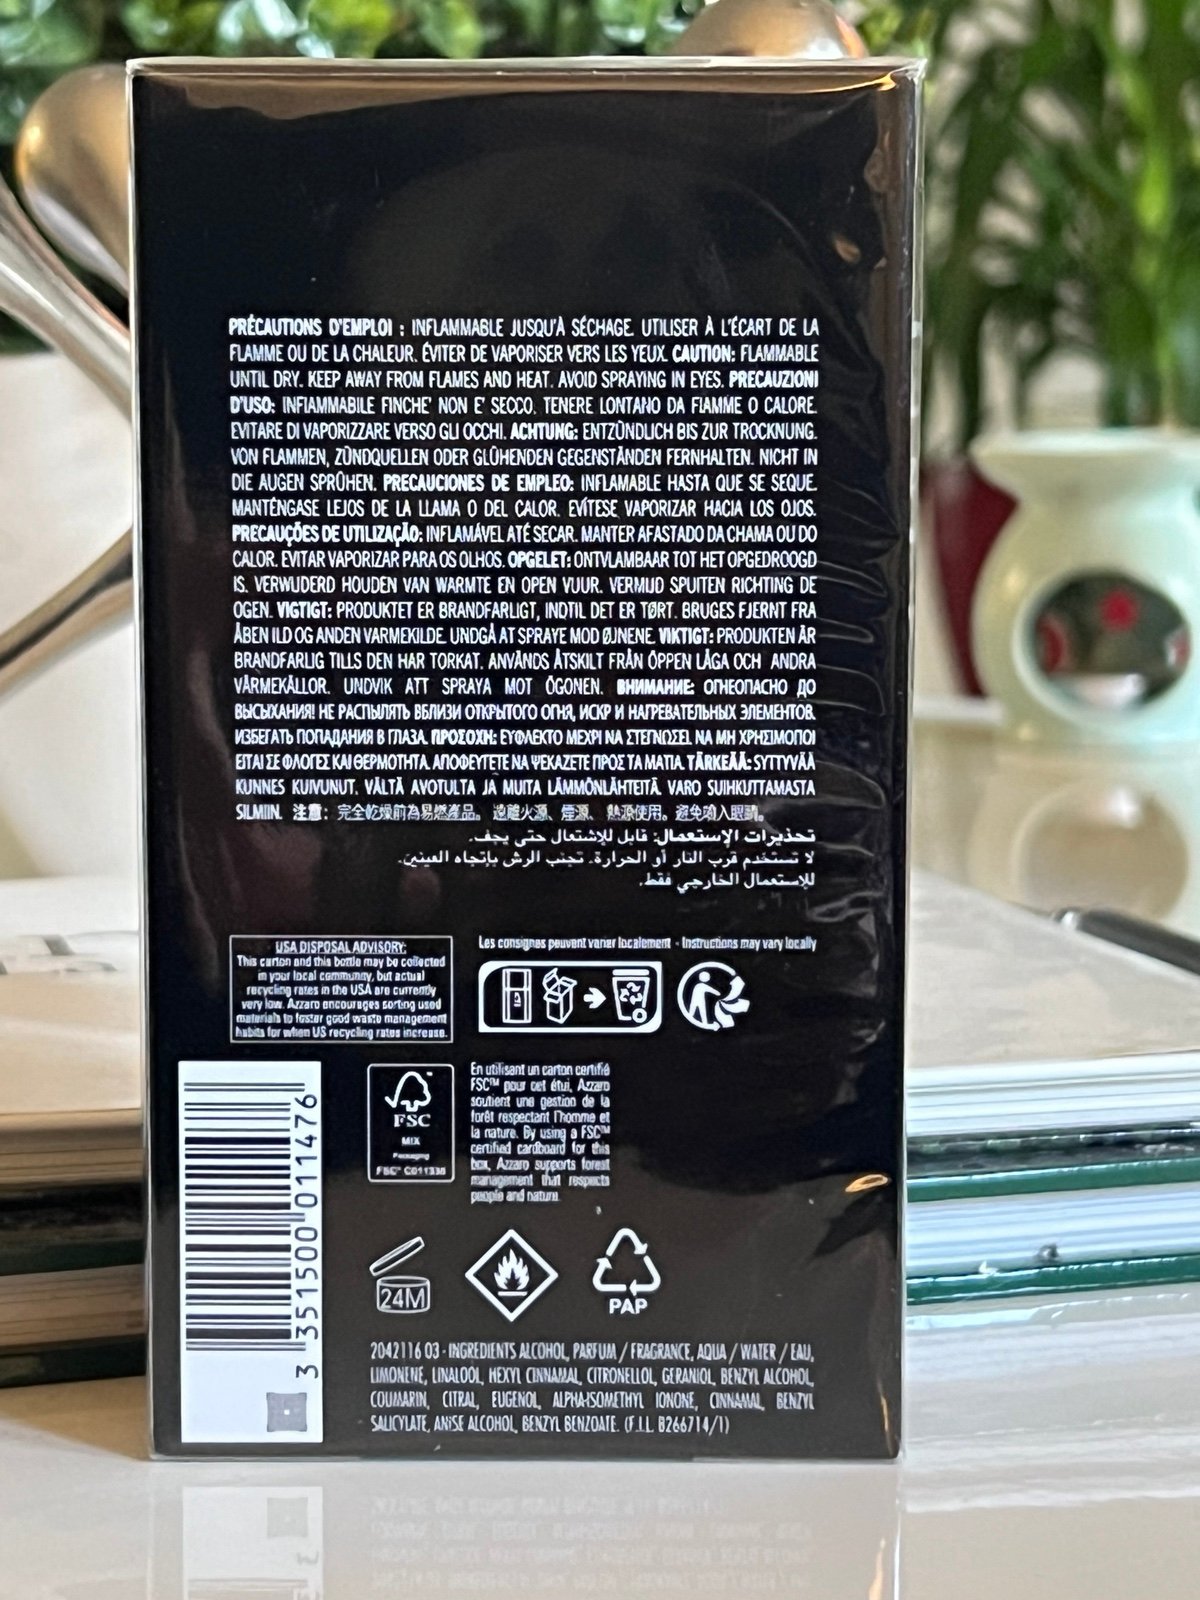 PRÉCAUTIONS D'EMPLOI : INFLAMMABLE JUSQU'À SÉCHAGE. UTILISER À L'ÉCART DE LA
FLAMME OU DE LA CHALEUR. ÉVITER DE VAPORISER VERS LES YEUX. CAUTION: FLAMMABLE
UNTIL DRY. KEEP AWAY FROM FLAMES AND HEAT. AVOID SPRAYING IN EYES. PRECAUZIONI
D'USO: INFIAMMABILE FINCHE' NON E' SECCO. TENERE LONTANO DA FIAMME O CALORE.
EVITARE DI VAPORIZZARE VERSO GLI OCCHI. ACHTUNG: ENTZÜNDLICH BIS ZUR TROCKNUNG.
VON FLAMMEN, ZÜNDQUELLEN ODER GLÜHENDEN GEGENSTÄNDEN FERNHALTEN. NICHT IN
DIE AUGEN SPRÜHEN. PRECAUCIONES DE EMPLEO: INFLAMABLE HASTA QUE SE SEQUE.
MANTÉNGASE LEJOS DE LA LLAMA O DEL CALOR. EVÍTESE VAPORIZAR HACIA LOS OJOS.
PRECAUÇÕES DE UTILIZAÇÃO: INFLAMÁVEL ATÉ SECAR. MANTER AFASTADO DA CHAMA OU DO
CALOR. EVITAR VAPORIZAR PARA OS OLHOS. OPGELET: ONTVLAMBAAR TOT HET OPGEDROOGD
IS. VERWIJDERD HOUDEN VAN WARMTE EN OPEN VUUR. VERMIJD SPUITEN RICHTING DE
OGEN. VIGTIGT: PRODUKTET ER BRANDFARLIGT, INDTIL DET ER TØRT. BRUGES FJERNT FRA
ÅBEN ILD OG ANDEN VARMEKILDE. UNDGÅ AT SPRAYE MOD ØJNENE. VIKTIGT: PRODUKTEN ÄR
BRANDFARLIG TILLS DEN HAR TORKAT. ANVÄNDS ÅTSKILT FRÅN ÖPPEN LÅGA OCH ANDRA
VÄRMEKÄLLOR. UNDVIK ATT SPRAYA MOT ÖGONEN. ВНИМАНИЕ: ОГНЕОПАСНО ДО
ВЫСЫХАНИЯ! НЕ РАСПЫЛЯТЬ ВБЛИЗИ ОТКРЫТОГО ОГНЯ, ИСКР И НАГРЕВАТЕЛЬНЫХ ЭЛЕМЕНТОВ.
ИЗБЕГАТЬ ПОПАДАНИЯ В ГЛАЗА. ΠΡΟΣΟΧΗ: ΕΥΦΛΕΚΤΟ ΜΕΧΡΙ ΝΑ ΣΤΕΓΝΩΣΕΙ. ΝΑ ΜΗ ΧΡΗΣΙΜΟΠΟΙ
ΕΙΤΑΙ ΣΕ ΦΛΟΓΕΣ ΚΑΙ ΘΕΡΜΟΤΗΤΑ. ΑΠΟΦΕΥΓΕΤΕ ΝΑ ΨΕΚΑΖΕΤΕ ΠΡΟΣ ΤΑ ΜΑΤΙΑ. TÄRKEÄÄ: SYTTYVÄÄ
KUNNES KUIVUNUT. VÄLTÄ AVOTULTA JA MUITA LÄMMÖNLÄHTEITÄ. VARO SUIHKUTTAMASTA
SILMIIN. 注意: 完全乾燥前為易燃產品。 遠離火源、煙源、熱源使用。避免噴入眼睛。
تحذيرات الإستعمال: قابل للإشتعال حتى يجف.
لا تستخدم قرب النار أو الحرارة. تجنب الرش بإتجاه العينين.
للإستعمال الخارجي فقط.
USA DISPOSAL ADVISORY:
This carton and this bottle may be collected
in your local community, but actual
recycling rates in the USA are currently
very low. Azzaro encourages sorting used
materials to foster good waste management
habits for when US recycling rates increase.
Les consignes peuvent varier localement - Instructions may vary locally
3 351500 011476
FSC
MIX
Packaging
FSC® C011338
En utilisant un carton certifié
FSC™ pour cet étui, Azzaro
soutient une gestion de la
forêt respectant l'homme et
la nature. By using a FSC™
certified cardboard for this
box, Azzaro supports forest
management that respects
people and nature.
24M
PAP
2042116 03 - INGREDIENTS ALCOHOL, PARFUM / FRAGRANCE, AQUA / WATER / EAU,
LIMONENE, LINALOOL, HEXYL CINNAMAL, CITRONELLOL, GERANIOL, BENZYL ALCOHOL,
COUMARIN, CITRAL, EUGENOL, ALPHA-ISOMETHYL IONONE, CINNAMAL, BENZYL
SALICYLATE, ANISE ALCOHOL, BENZYL BENZOATE. (F.I.L. B266714/1)